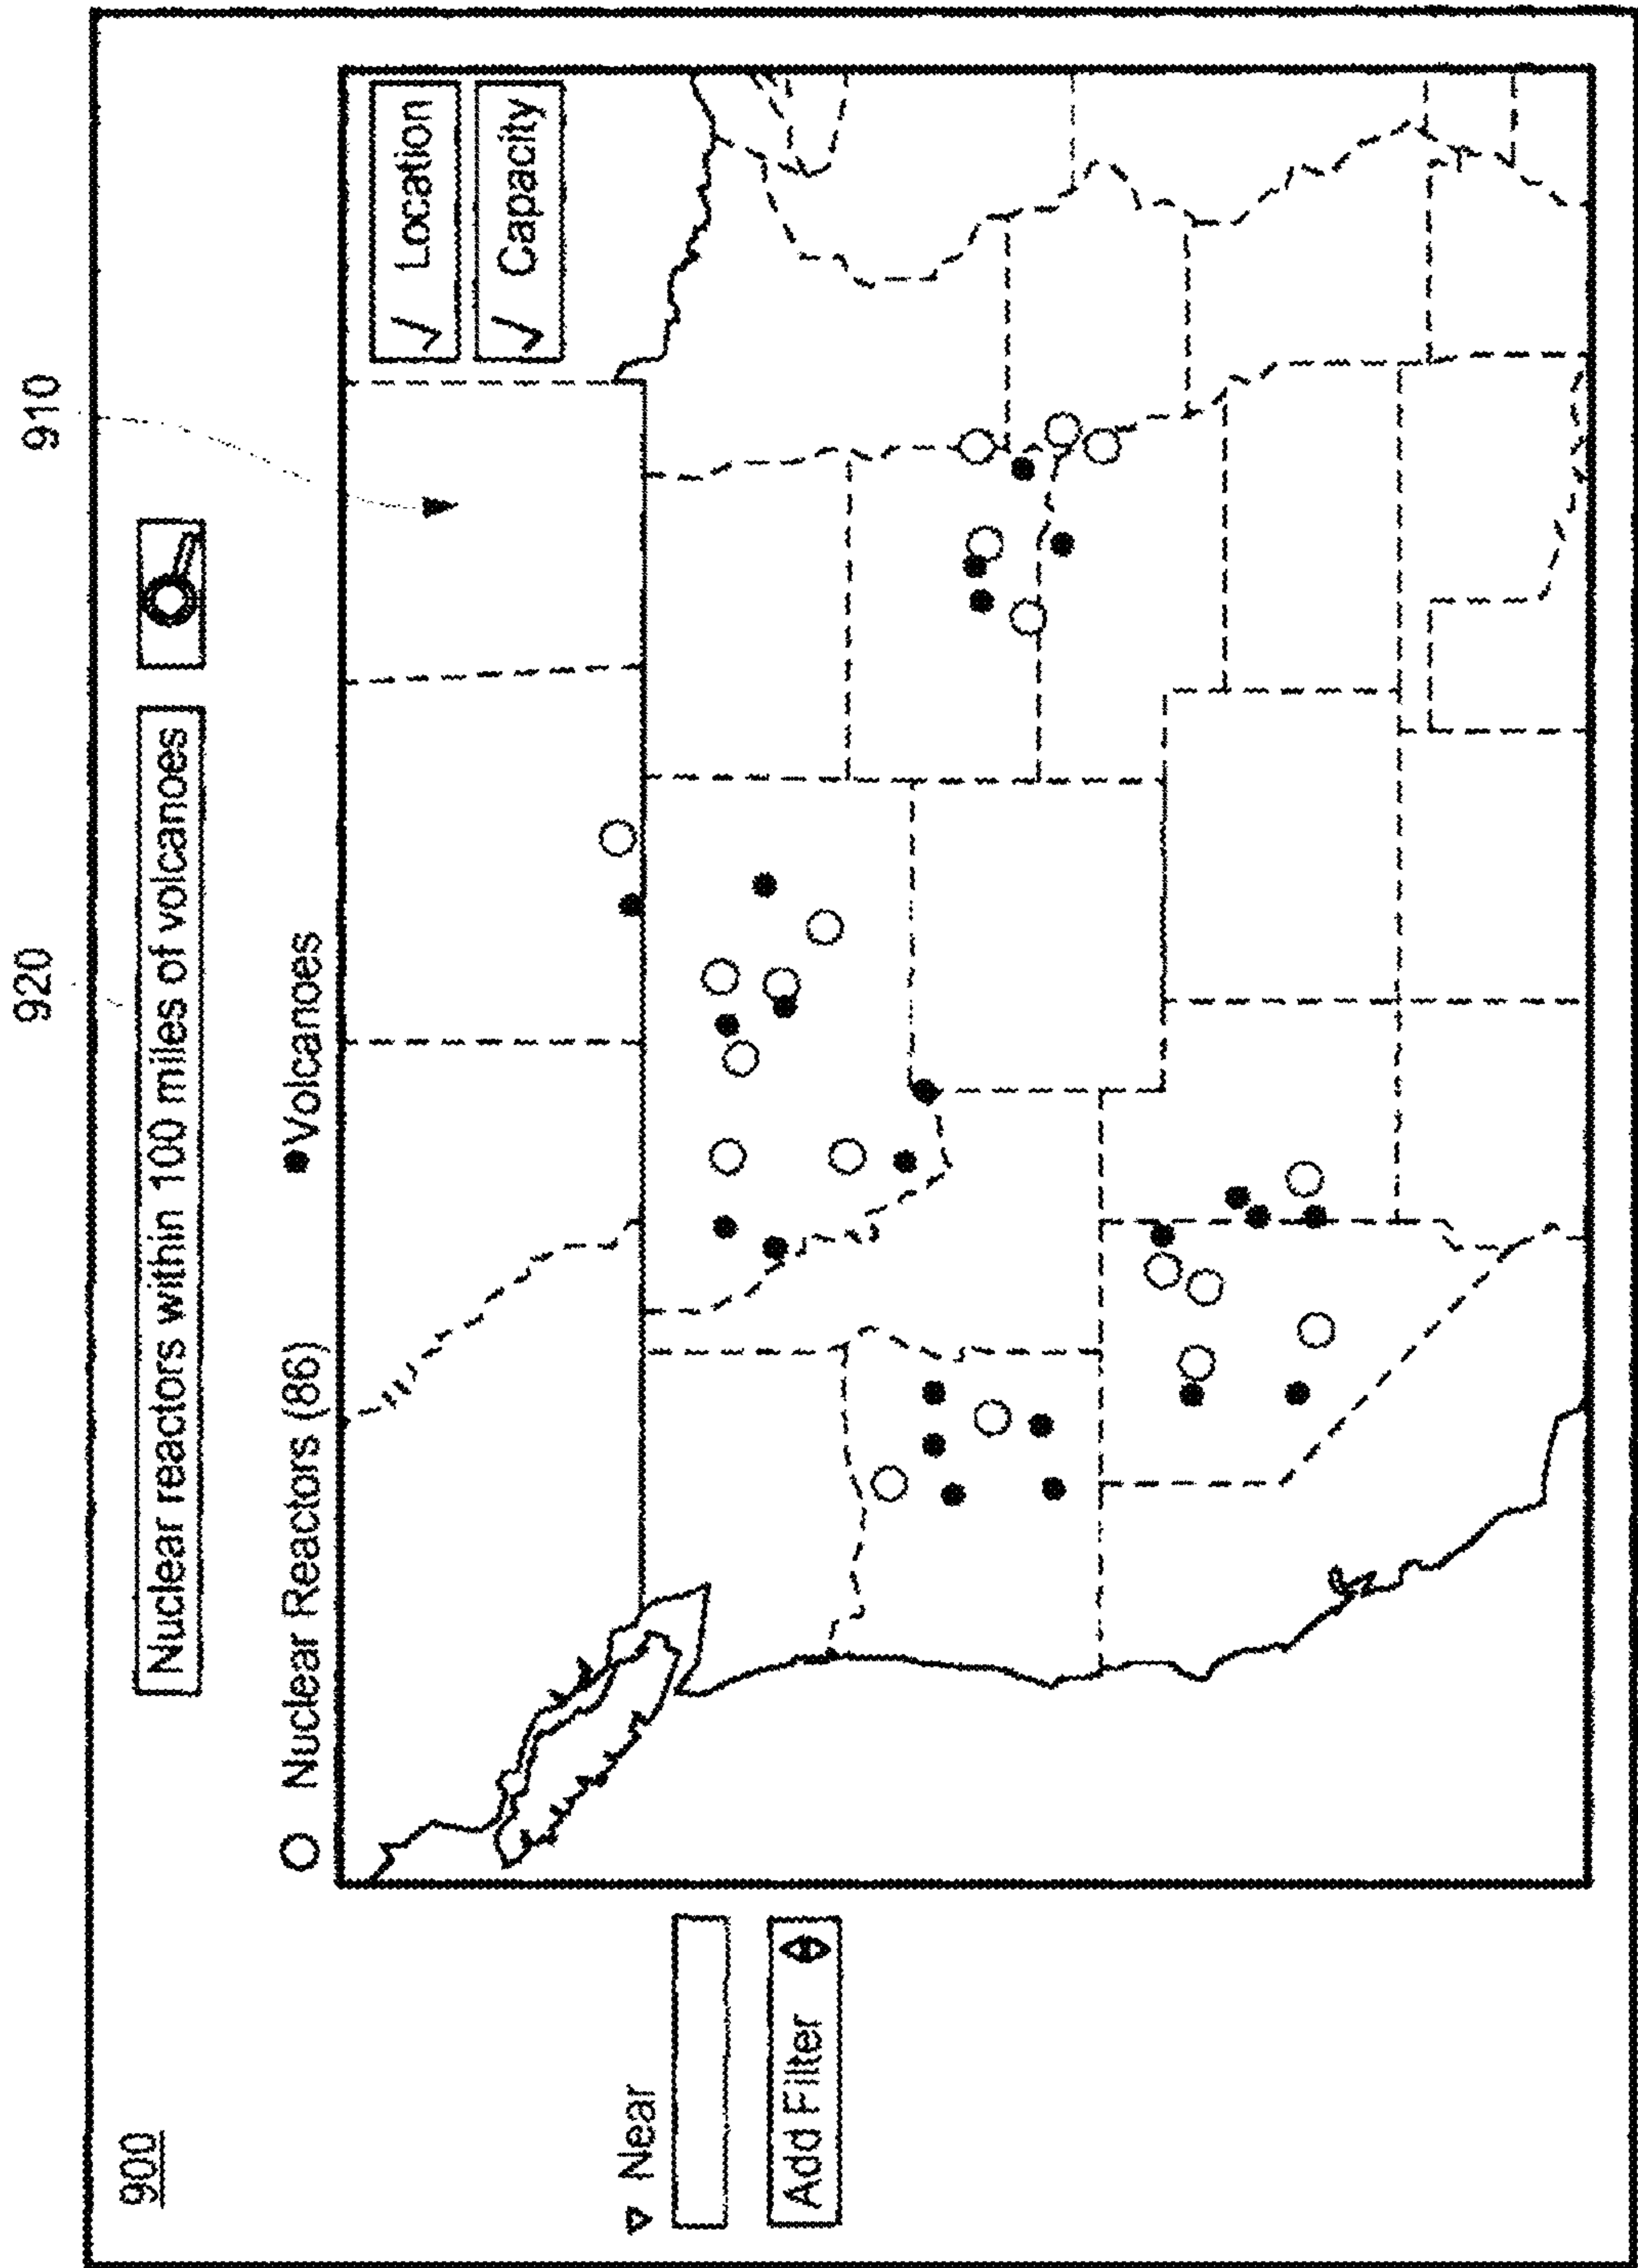 900
920
910
Nuclear reactors within 100 miles of volcanoes
Nuclear Reactors (86)
Volcanoes
√ Location
√ Capacity
Near
Add Filter